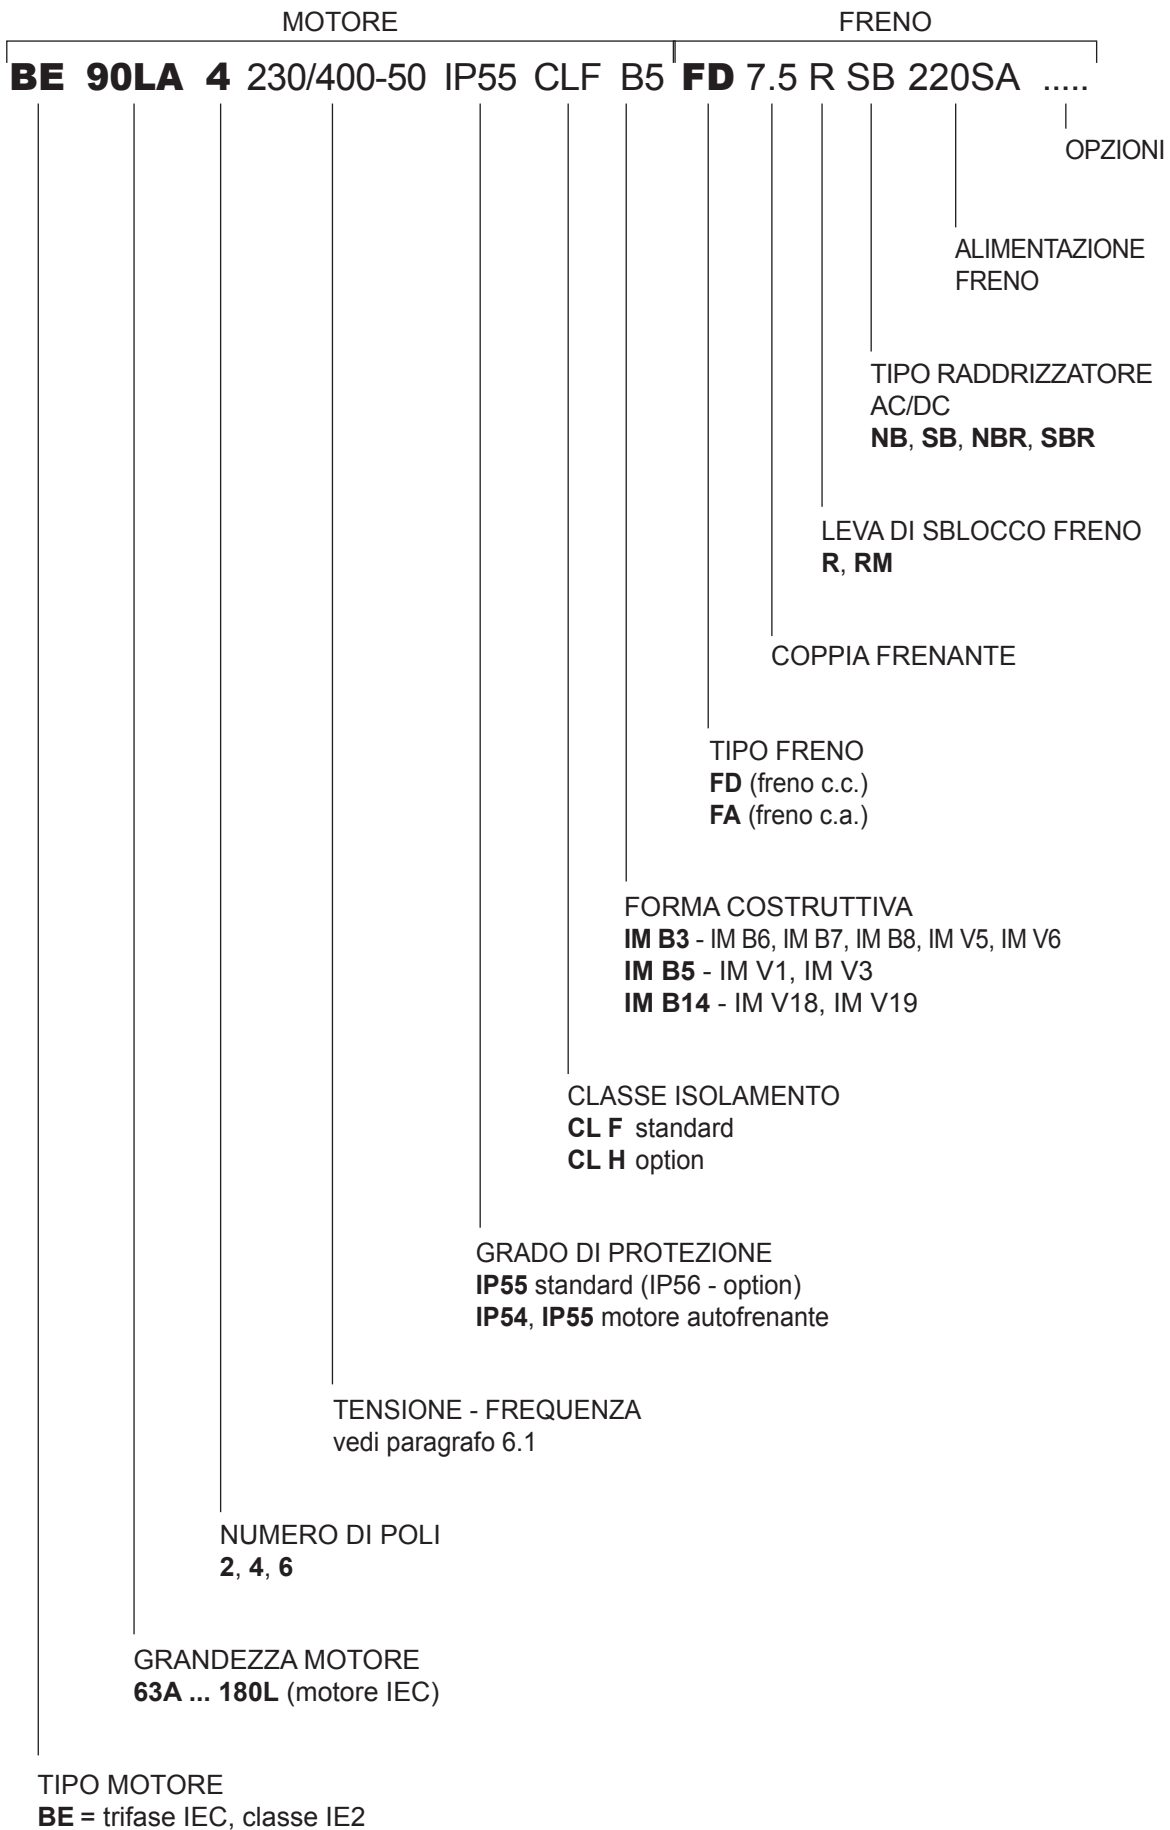 MOTORE FRENO
BE 90LA 4 230/400-50 IP55 CLF B5 FD 7.5 R SB 220SA .....
OPZIONI
ALIMENTAZIONE
FRENO
TIPO RADDRIZZATORE
AC/DC
NB, SB, NBR, SBR
LEVA DI SBLOCCO FRENO
R, RM
COPPIA FRENANTE
TIPO FRENO
FD (freno c.c.)
FA (freno c.a.)
FORMA COSTRUTTIVA
IM B3 - IM B6, IM B7, IM B8, IM V5, IM V6
IM B5 - IM V1, IM V3
IM B14 - IM V18, IM V19
CLASSE ISOLAMENTO
CL F standard
CL H option
GRADO DI PROTEZIONE
IP55 standard (IP56 - option)
IP54, IP55 motore autofrenante
TENSIONE - FREQUENZA
vedi paragrafo 6.1
NUMERO DI POLI
2, 4, 6
GRANDEZZA MOTORE
63A ... 180L (motore IEC)
TIPO MOTORE
BE = trifase IEC, classe IE2